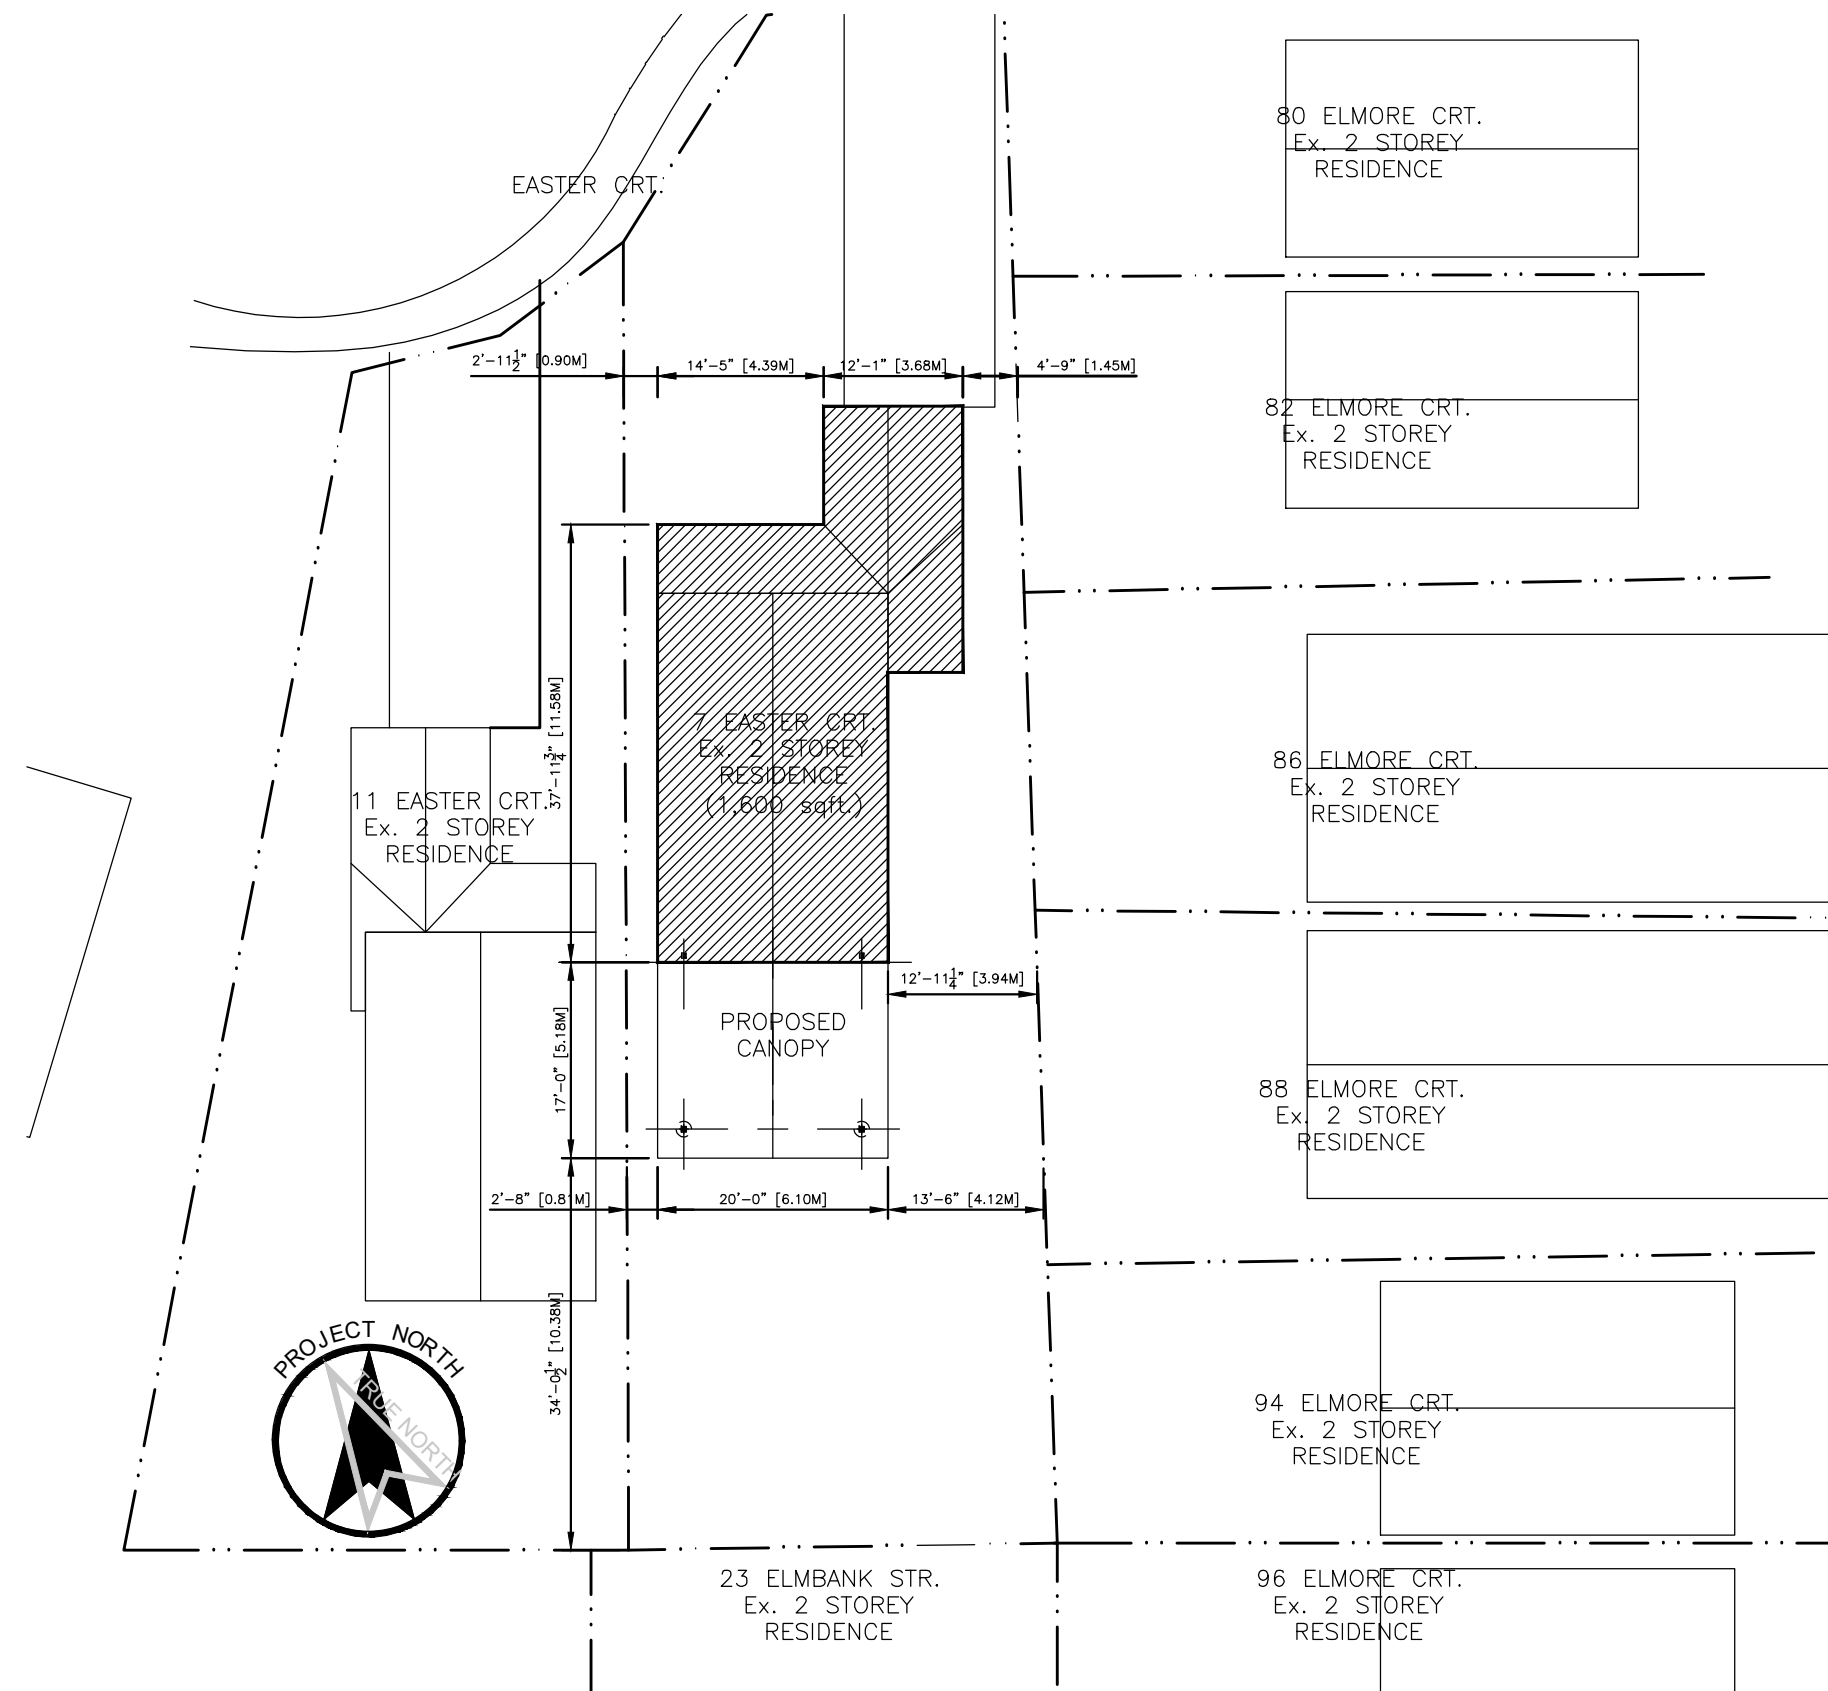 80 ELMORE CRT.
Ex. 2 STOREY
RESIDENCE
EASTER CRT.
2'-11½" [0.90M]
14'-5" [4.39M]
12'-1" [3.68M]
4'-9" [1.45M]
82 ELMORE CRT.
Ex. 2 STOREY
RESIDENCE
37'-11¾" [11.58M]
7 EASTER CRT.
Ex. 2 STOREY
RESIDENCE
(1,600 sqft.)
86 ELMORE CRT.
Ex. 2 STOREY
RESIDENCE
11 EASTER CRT.
Ex. 2 STOREY
RESIDENCE
12'-11¼" [3.94M]
17'-0" [5.18M]
PROPOSED
CANOPY
88 ELMORE CRT.
Ex. 2 STOREY
RESIDENCE
2'-8" [0.81M]
20'-0" [6.10M]
13'-6" [4.12M]
34'-0½" [10.38M]
PROJECT NORTH
TRUE NORTH
94 ELMORE CRT.
Ex. 2 STOREY
RESIDENCE
23 ELMBANK STR.
Ex. 2 STOREY
RESIDENCE
96 ELMORE CRT.
Ex. 2 STOREY
RESIDENCE